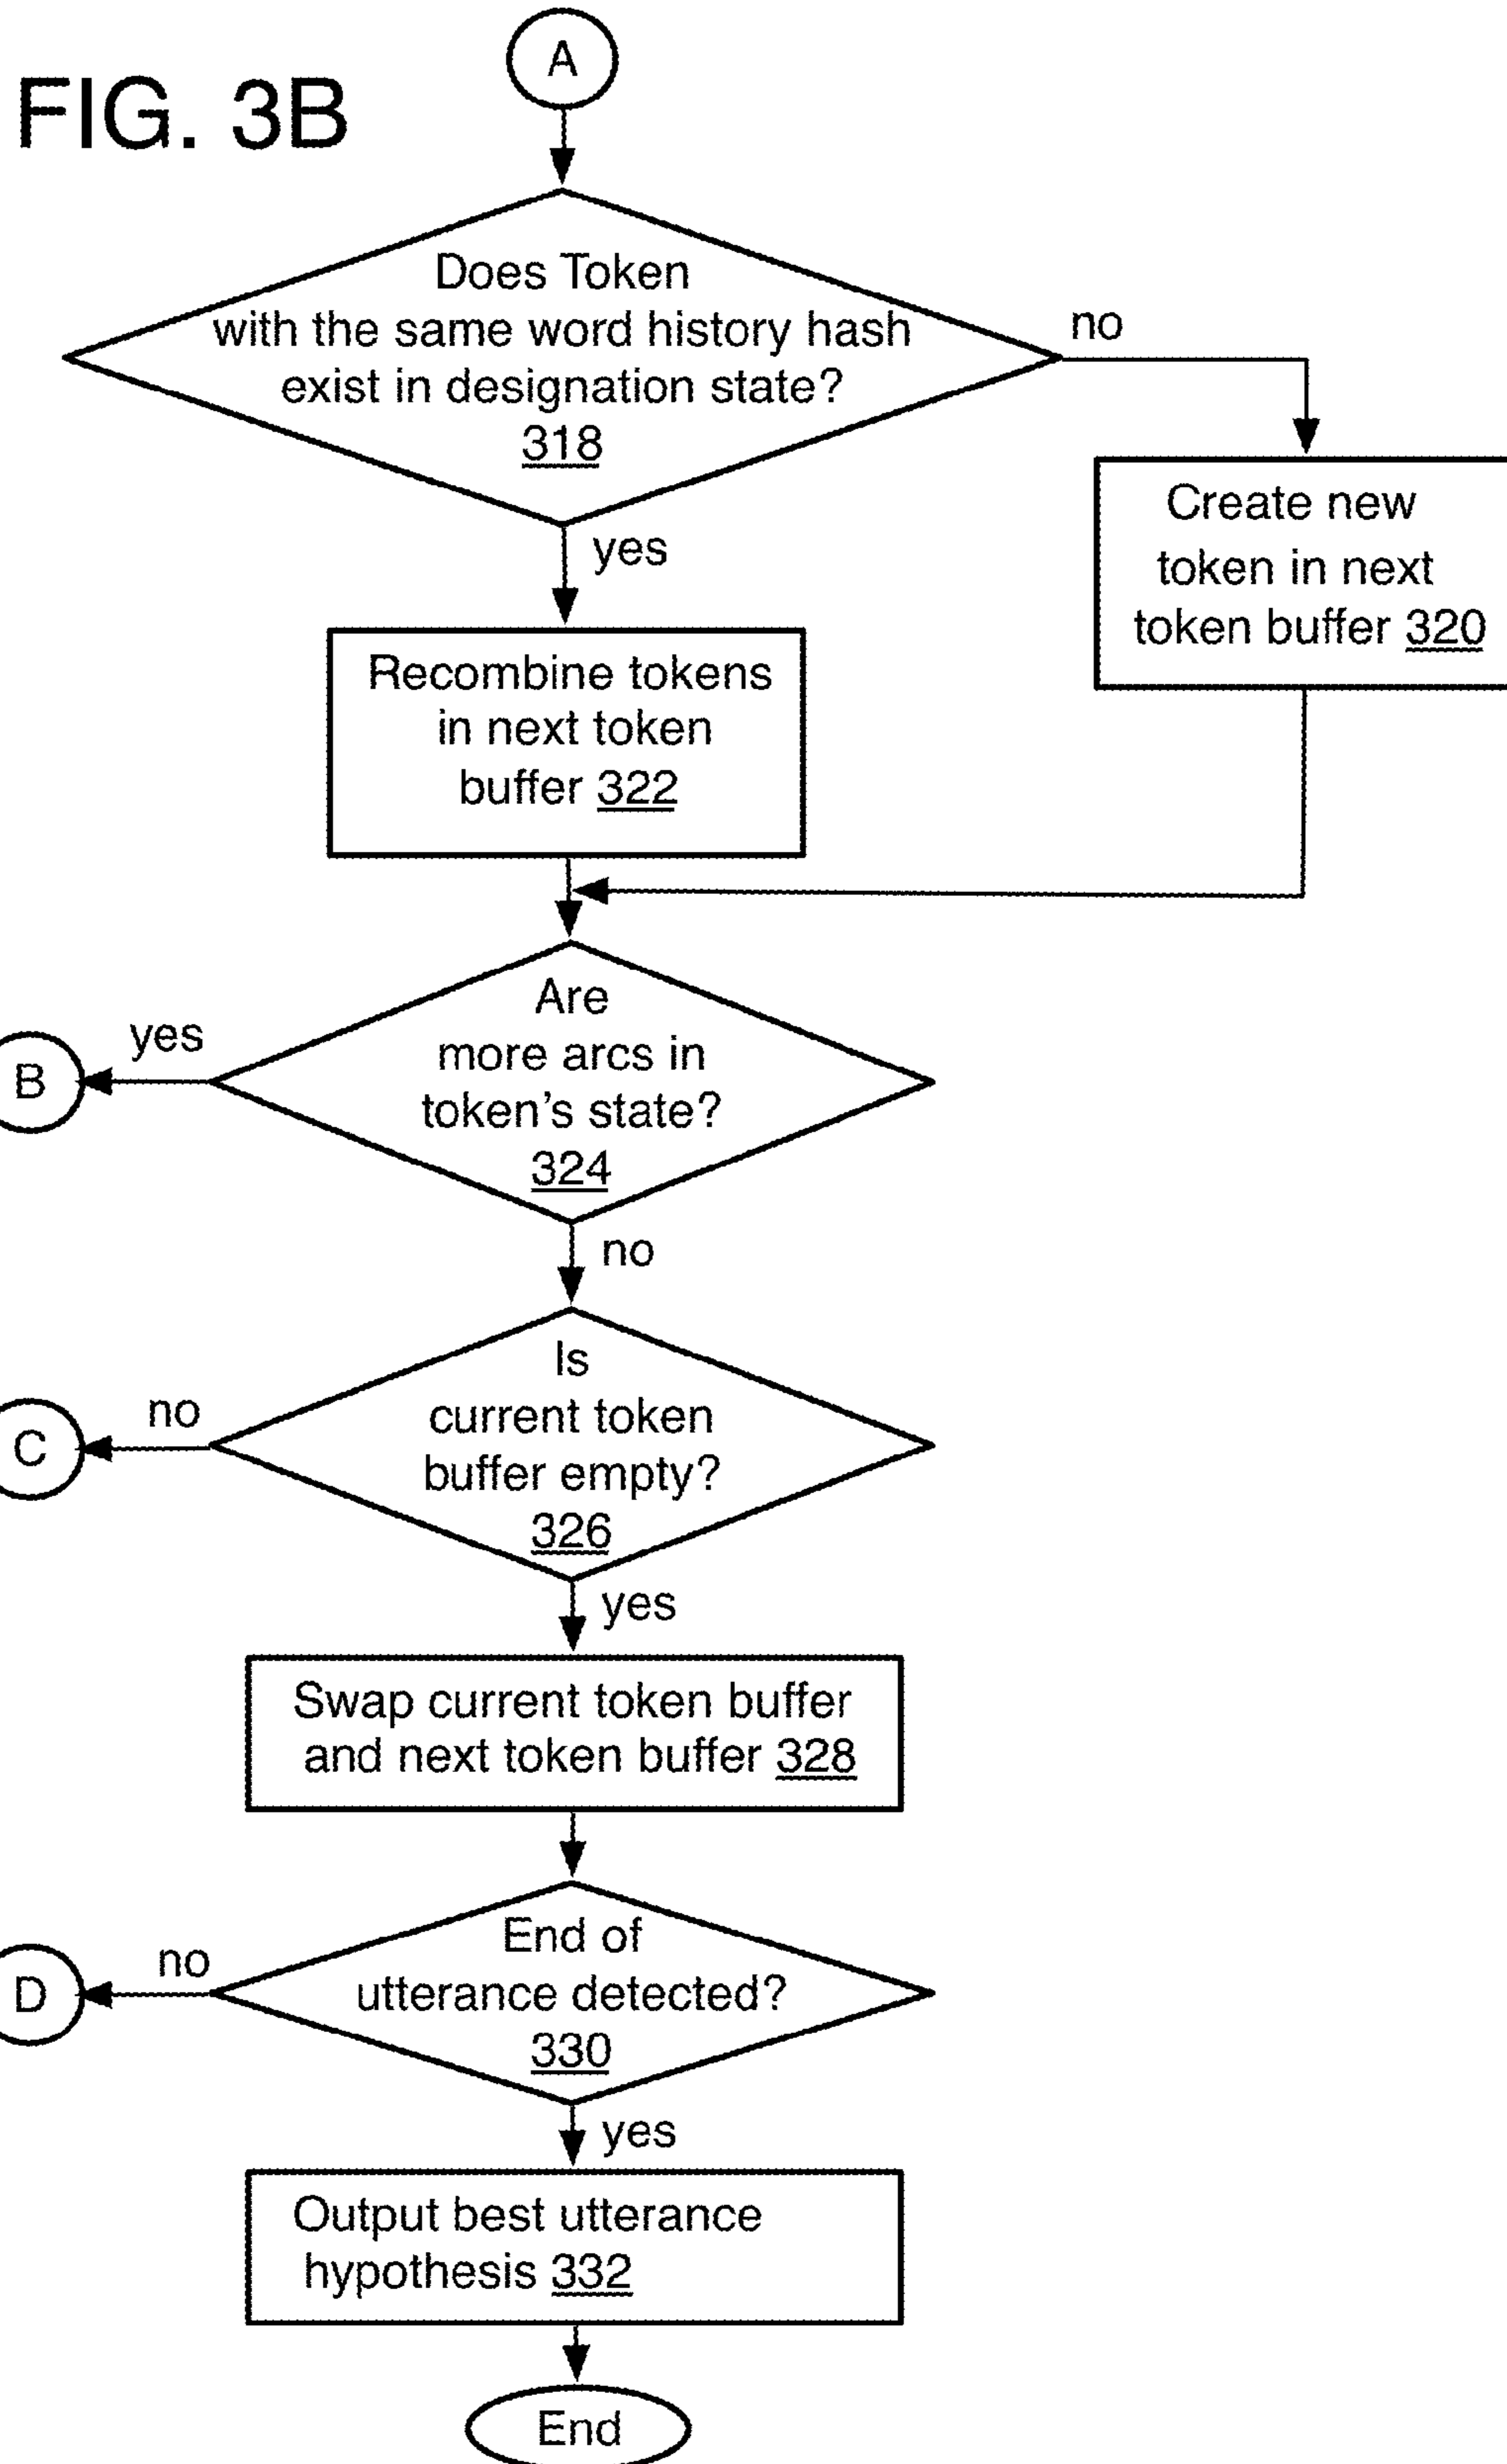 FIG. 3B
A
Does Token
with the same word history hash
exist in designation state?
318
no
yes
Create new
token in next
token buffer 320
Recombine tokens
in next token
buffer 322
Are
more arcs in
token's state?
324
yes
B
no
Is
current token
buffer empty?
326
no
C
yes
Swap current token buffer
and next token buffer 328
End of
utterance detected?
330
no
D
yes
Output best utterance
hypothesis 332
End